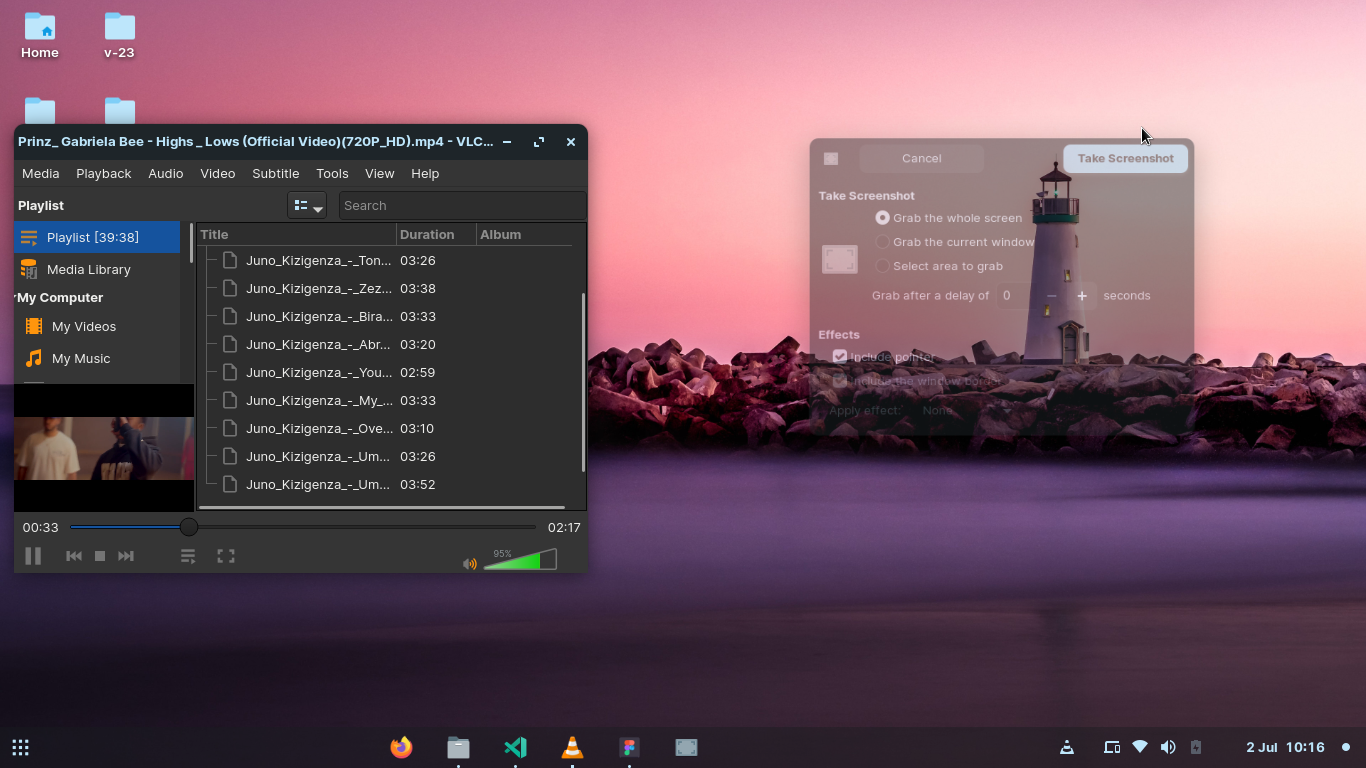 Home
v-23
Prinz_ Gabriela Bee - Highs _ Lows (Official Video)(720P_HD).mp4 - VLC...
Media Playback Audio Video Subtitle Tools View Help
Playlist
Search
Playlist [39:38]
Media Library
My Computer
My Videos
My Music
Title Duration Album
Juno_Kizigenza_-_Ton... 03:26
Juno_Kizigenza_-_Zez... 03:38
Juno_Kizigenza_-_Bira... 03:33
Juno_Kizigenza_-_Abr... 03:20
Juno_Kizigenza_-_You... 02:59
Juno_Kizigenza_-_My_... 03:33
Juno_Kizigenza_-_Ove... 03:10
Juno_Kizigenza_-_Um... 03:26
Juno_Kizigenza_-_Um... 03:52
00:33
02:17
95%
Cancel
Take Screenshot
Take Screenshot
Grab the whole screen
Grab the current window
Select area to grab
Grab after a delay of 0 seconds
Effects
Include pointer
Include the window border
Apply effect: None
2 Jul 10:16